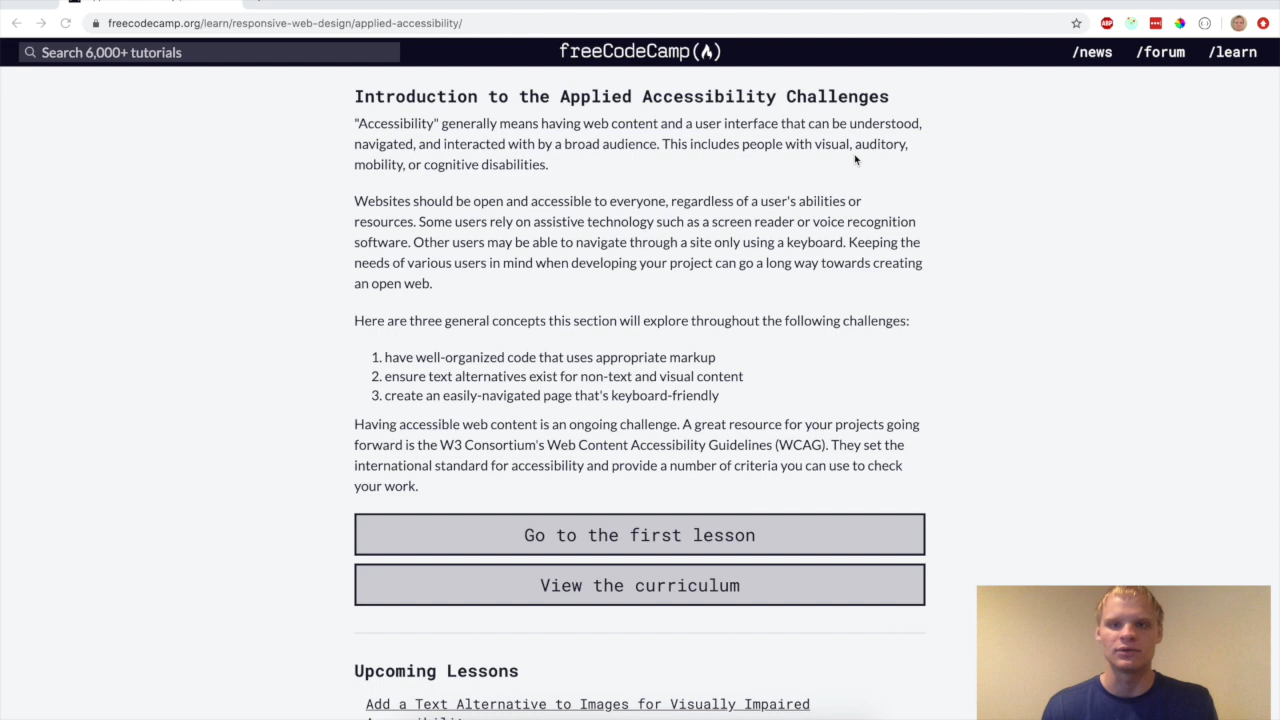 freecodecamp.org/learn/responsive-web-design/applied-accessibility/
ABP
Search 6,000+ tutorials
freeCodeCamp
/news
/forum
/learn
Introduction to the Applied Accessibility Challenges
"Accessibility" generally means having web content and a user interface that can be understood,
navigated, and interacted with by a broad audience. This includes people with visual, auditory,
mobility, or cognitive disabilities.
Websites should be open and accessible to everyone, regardless of a user's abilities or
resources. Some users rely on assistive technology such as a screen reader or voice recognition
software. Other users may be able to navigate through a site only using a keyboard. Keeping the
needs of various users in mind when developing your project can go a long way towards creating
an open web.
Here are three general concepts this section will explore throughout the following challenges:
1. have well-organized code that uses appropriate markup
2. ensure text alternatives exist for non-text and visual content
3. create an easily-navigated page that's keyboard-friendly
Having accessible web content is an ongoing challenge. A great resource for your projects going
forward is the W3 Consortium's Web Content Accessibility Guidelines (WCAG). They set the
international standard for accessibility and provide a number of criteria you can use to check
your work.
Go to the first lesson
View the curriculum
Upcoming Lessons
Add a Text Alternative to Images for Visually Impaired